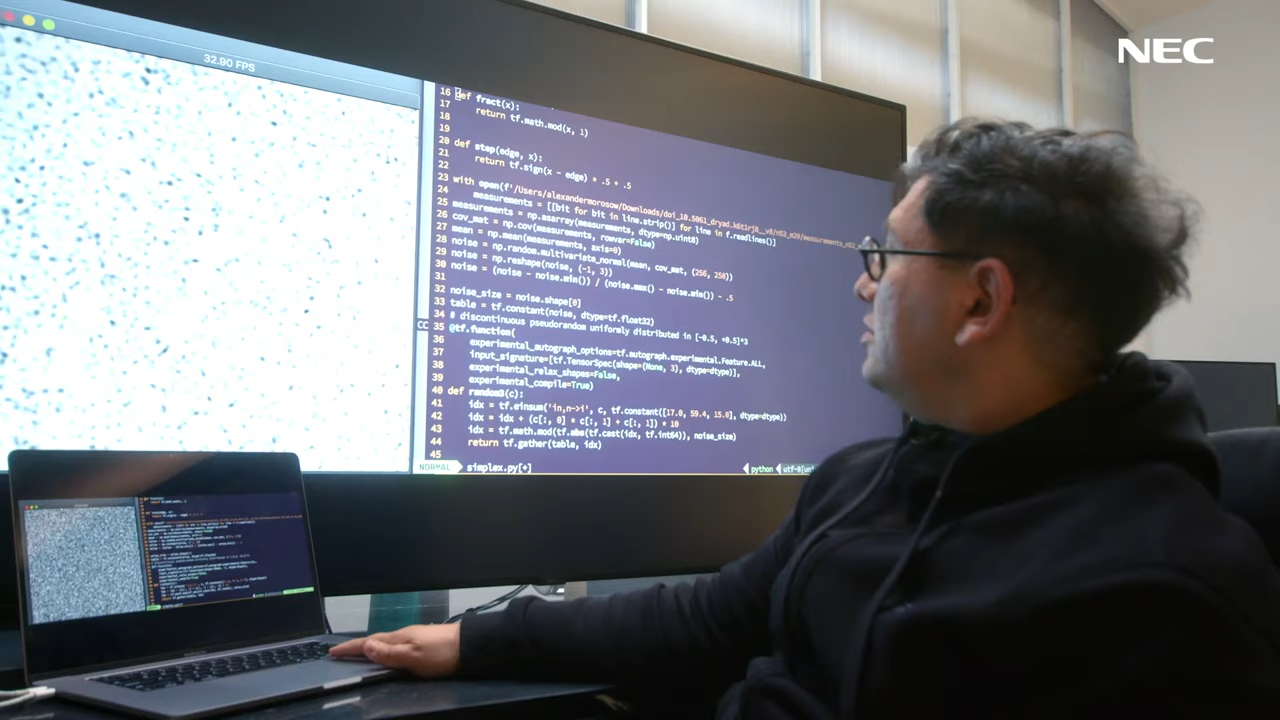 NEC
32.90 FPS
16 def fract(x):
17 return tf.math.mod(x, 1)
18
19
20 def step(edge, x):
21 return tf.sign(x - edge) * .5 + .5
22
23 with open(f'/Users/alexandermorosow/Downloads/doi_10.5061_dryad.k6t1rj8__v8/n53_m20/measurements_n53_
24 measurements = [[bit for bit in line.strip()] for line in f.readlines()]
25 measurements = np.asarray(measurements, dtype=np.uint8)
26 cov_mat = np.cov(measurements, rowvar=False)
27 mean = np.mean(measurements, axis=0)
28 noise = np.random.multivariate_normal(mean, cov_mat, (256, 256))
29 noise = np.reshape(noise, (-1, 3))
30 noise = (noise - noise.min()) / (noise.max() - noise.min()) - .5
31
32 noise_size = noise.shape[0]
33 table = tf.constant(noise, dtype=tf.float32)
34 # discontinuous pseudorandom uniformly distributed in [-0.5, +0.5]^3
35 @tf.function(
36 experimental_autograph_options=tf.autograph.experimental.Feature.ALL,
37 input_signature=[tf.TensorSpec(shape=(None, 3), dtype=dtype)],
38 experimental_relax_shapes=False,
39 experimental_compile=True)
40 def random3(c):
41 idx = tf.einsum('in,n->i', c, tf.constant([17.0, 59.4, 15.0], dtype=dtype))
42 idx = idx + (c[:, 0] * c[:, 1] + c[:, 1]) * 10
43 idx = tf.math.mod(tf.abs(tf.cast(idx, tf.int64)), noise_size)
44 return tf.gather(table, idx)
45
NORMAL simplex.py[+] python utf-8[uni